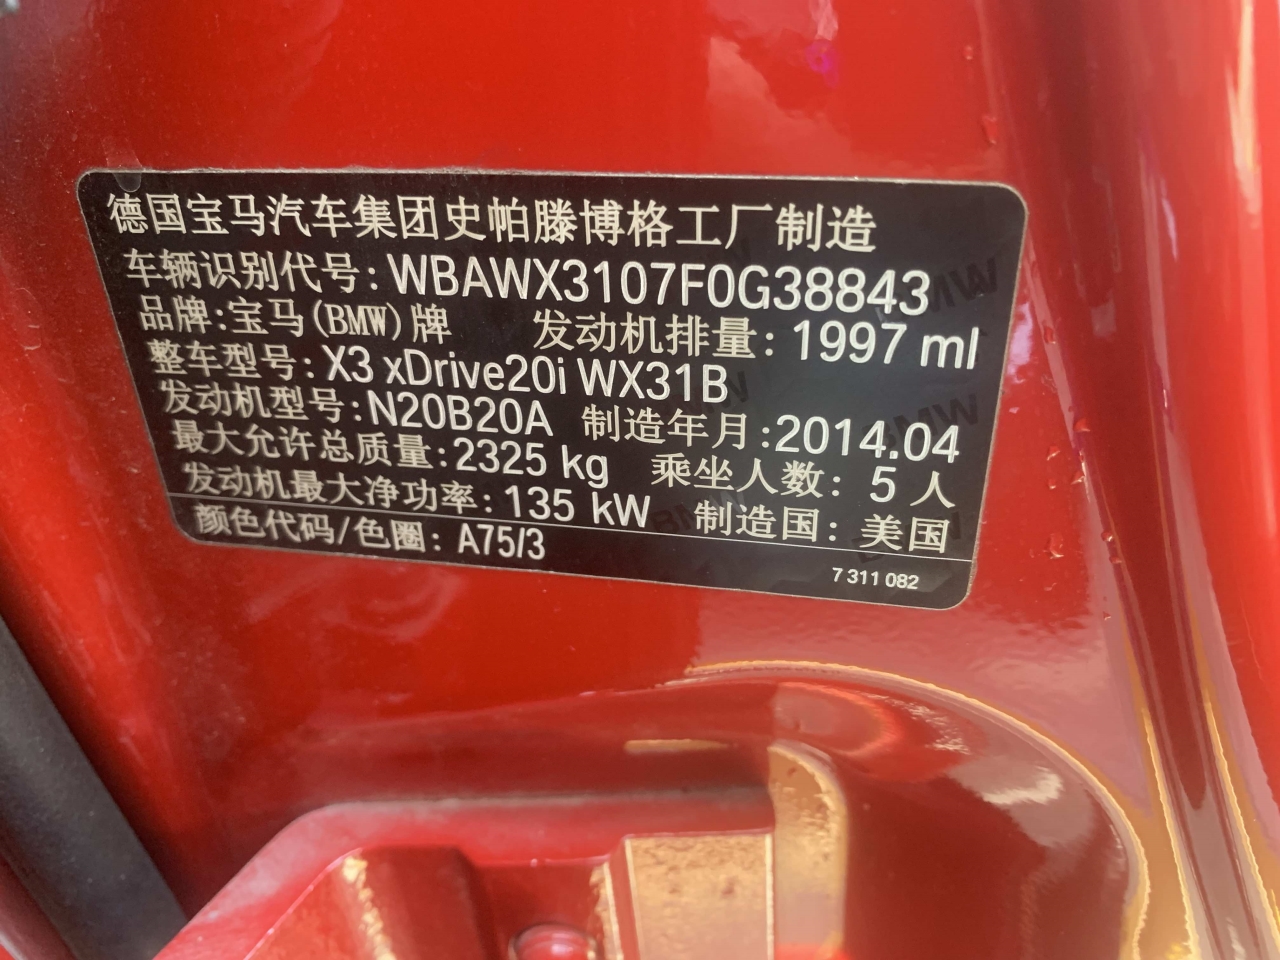 德国宝马汽车集团史帕滕博格工厂制造
车辆识别代号：WBAWX3107F0G38843
品牌：宝马(BMW)牌 发动机排量：1997 ml
整车型号：X3 xDrive20i WX31B
发动机型号：N20B20A 制造年月：2014.04
最大允许总质量：2325 kg 乘坐人数：5 人
发动机最大净功率：135 kW 制造国：美国
颜色代码/色圈：A75/3
7 311 082